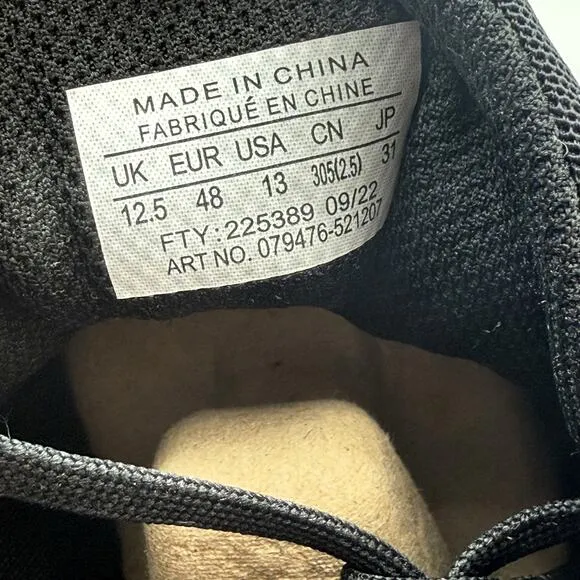 MADE IN CHINA
FABRIQUÉ EN CHINE
UK EUR USA CN JP
12.5 48 13 305(2.5) 31
FTY: 225389 09/22
ART NO. 079476-521207